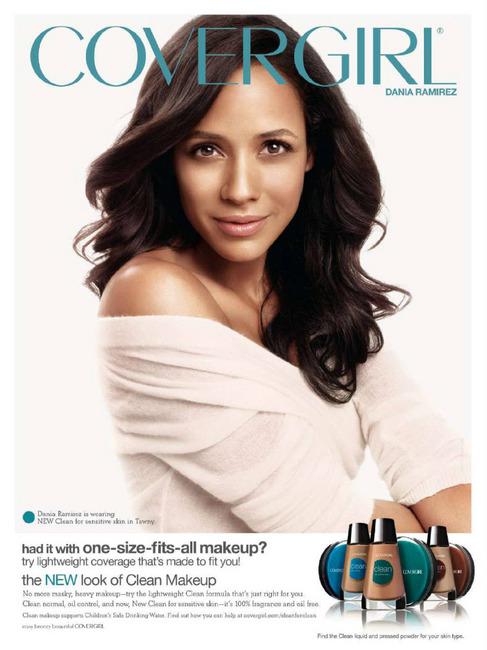 COVERGIRL®
DANIA RAMIREZ
Dania Ramirez is wearing
NEW Clean for sensitive skin in Tawny.
had it with one-size-fits-all makeup?
try lightweight coverage that's made to fit you!
the NEW look of Clean Makeup
No more masky, heavy makeup—try the lightweight Clean formula that's just right for you.
Clean normal, oil control, and now, New Clean for sensitive skin—it's 100% fragrance and oil free.
Clean makeup supports Children's Safe Drinking Water. Find out how you can help at covergirl.com/cleanforclean
easy breezy beautiful COVERGIRL
clean
clean
COVERGIRL
Find the Clean liquid and pressed powder for your skin type.